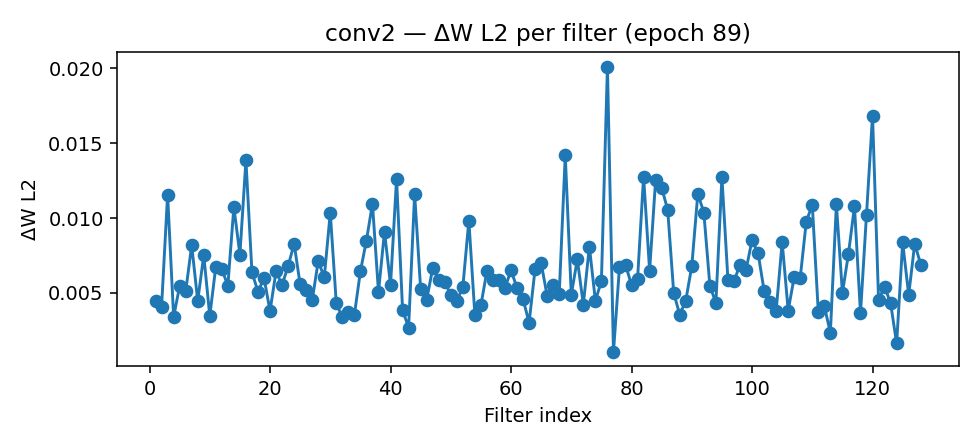 conv2 — ΔW L2 per filter (epoch 89)
0.020
0.015
0.010
0.005
ΔW L2
0 20 40 60 80 100 120
Filter index